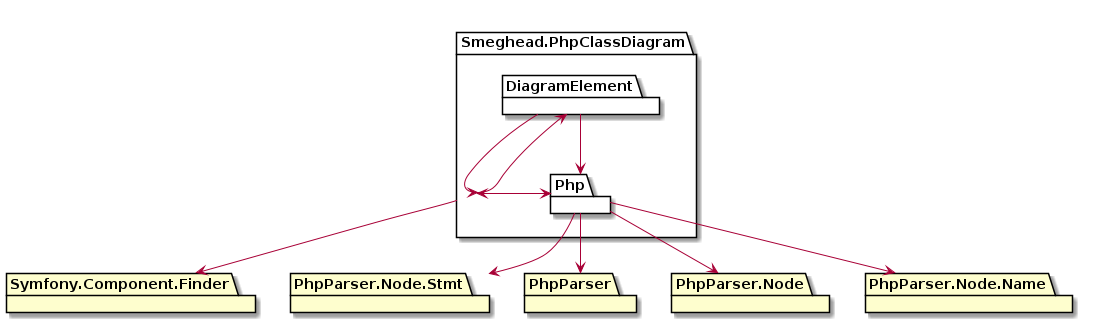 Smeghead.PhpClassDiagram
DiagramElement
Php
Symfony.Component.Finder
PhpParser.Node.Stmt
PhpParser
PhpParser.Node
PhpParser.Node.Name